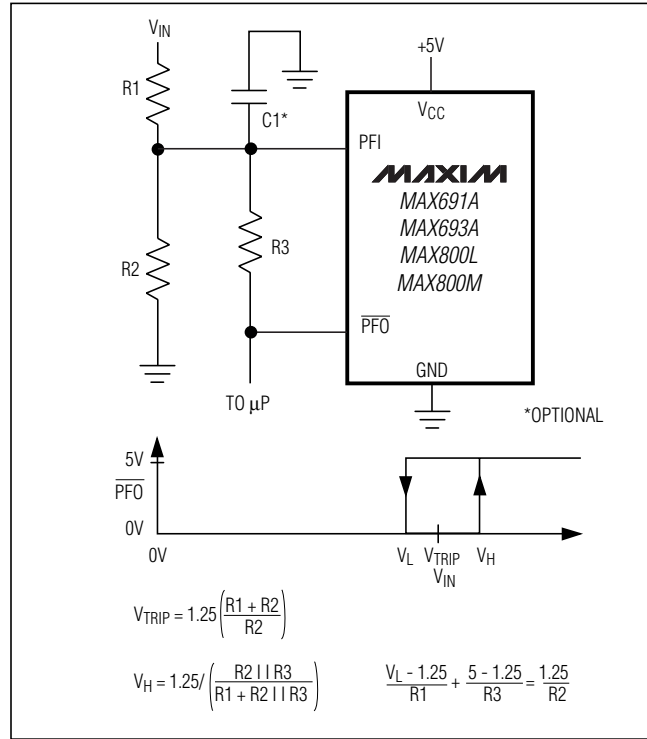 VIN
R1
+5V
C1*
VCC
PFI
MAXIM
MAX691A
MAX693A
MAX800L
MAX800M
R2
R3
PFO
GND
TO µP
*OPTIONAL
5V
PFO
0V
0V
VL
VTRIP
VIN
VH
VTRIP = 1.25 ( R1 + R2 / R2 )
VH = 1.25/ ( R2 I I R3 / R1 + R2 I I R3 )
VL - 1.25 / R1 + 5 - 1.25 / R3 = 1.25 / R2